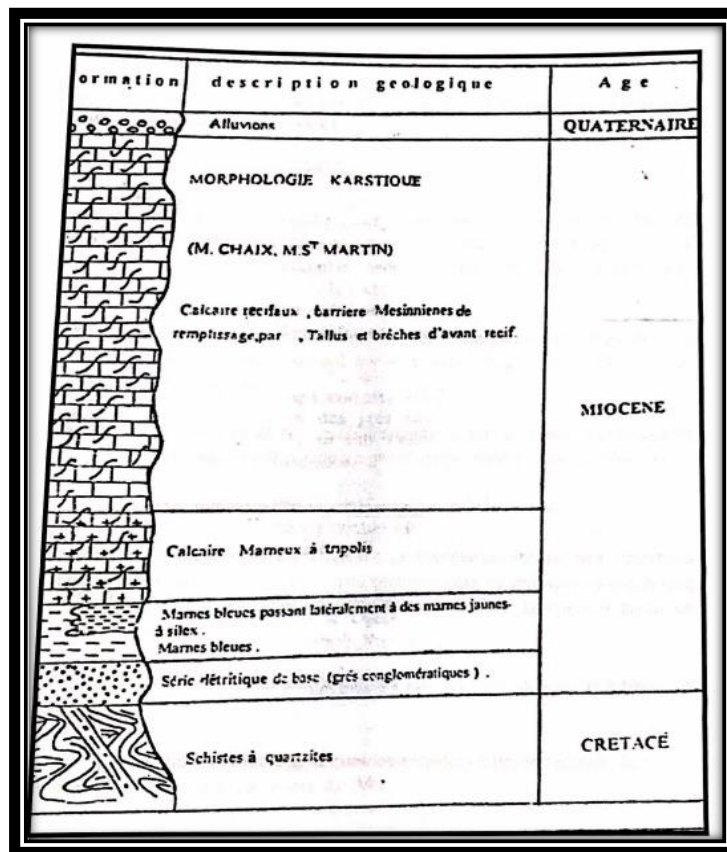 ormation description geologique Age
Alluvions QUATERNAIRE
MORPHOLOGIE KARSTIQUE
(M. CHAIX, M.Sᵀ MARTIN)
Calcaire recifaux , barriere Mesinnienes de
remplissage,par , Tallus et brèches d'avant recif.
MIOCENE
Calcaire Marneux à tripolis
Marnes bleues passant latéralement à des marnes jaunes-
à silex .
Marnes bleues .
Série détritique de base (grés conglomératiques ) .
Schistes à quartzites CRETACÉ